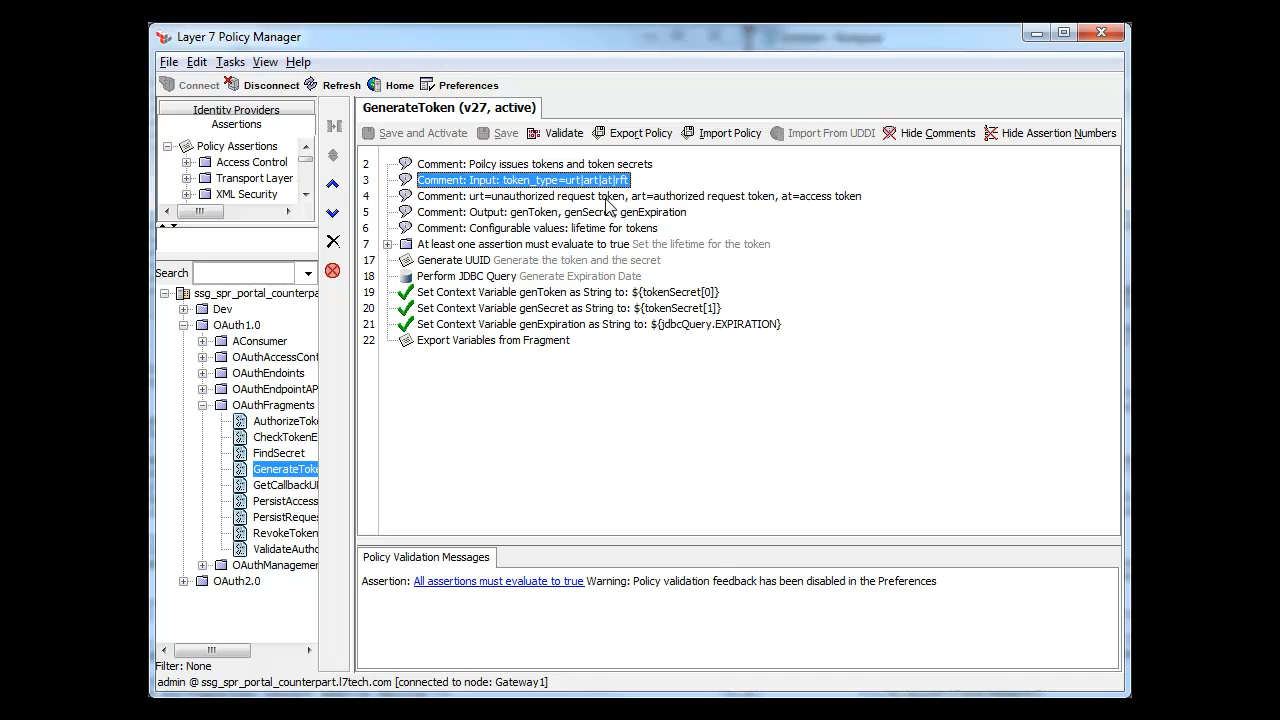 Layer 7 Policy Manager
File Edit Tasks View Help
Connect Disconnect Refresh Home Preferences
Identity Providers
Assertions
Policy Assertions
Access Control
Transport Layer
XML Security
Search
ssg_spr_portal_counterpa
Dev
OAuth1.0
AConsumer
OAuthAccessCont
OAuthEndoints
OAuthEndpointAP
OAuthFragments
AuthorizeToke
CheckTokenE
FindSecret
GenerateToke
GetCallbackU
PersistAccess
PersistReque
RevokeToken
ValidateAutho
OAuthManagemen
OAuth2.0
Filter: None
GenerateToken (v27, active)
Save and Activate Save Validate Export Policy Import Policy Import From UDDI Hide Comments Hide Assertion Numbers
2 Comment: Poilcy issues tokens and token secrets
3 Comment: Input: token_type=urt|art|at|rft
4 Comment: urt=unauthorized request token, art=authorized request token, at=access token
5 Comment: Output: genToken, genSecret, genExpiration
6 Comment: Configurable values: lifetime for tokens
7 At least one assertion must evaluate to true Set the lifetime for the token
17 Generate UUID Generate the token and the secret
18 Perform JDBC Query Generate Expiration Date
19 Set Context Variable genToken as String to: ${tokenSecret[0]}
20 Set Context Variable genSecret as String to: ${tokenSecret[1]}
21 Set Context Variable genExpiration as String to: ${jdbcQuery.EXPIRATION}
22 Export Variables from Fragment
Policy Validation Messages
Assertion: All assertions must evaluate to true Warning: Policy validation feedback has been disabled in the Preferences
admin @ ssg_spr_portal_counterpart.l7tech.com [connected to node: Gateway1]